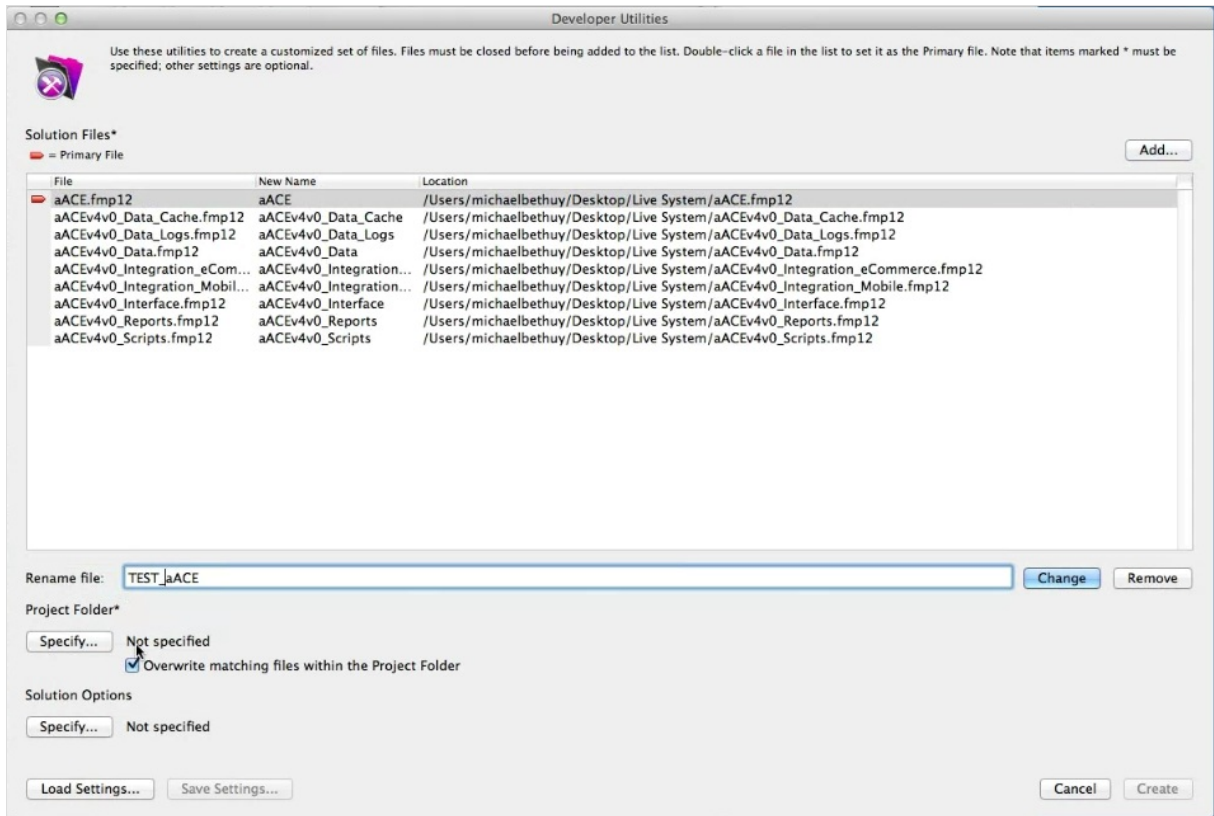 Developer Utilities
Use these utilities to create a customized set of files. Files must be closed before being added to the list. Double-click a file in the list to set it as the Primary file. Note that items marked * must be
specified; other settings are optional.
Solution Files*
= Primary File
Add...
File New Name Location
aACE.fmp12 aACE /Users/michaelbethuy/Desktop/Live System/aACE.fmp12
aACEv4v0_Data_Cache.fmp12 aACEv4v0_Data_Cache /Users/michaelbethuy/Desktop/Live System/aACEv4v0_Data_Cache.fmp12
aACEv4v0_Data_Logs.fmp12 aACEv4v0_Data_Logs /Users/michaelbethuy/Desktop/Live System/aACEv4v0_Data_Logs.fmp12
aACEv4v0_Data.fmp12 aACEv4v0_Data /Users/michaelbethuy/Desktop/Live System/aACEv4v0_Data.fmp12
aACEv4v0_Integration_eCom... aACEv4v0_Integration... /Users/michaelbethuy/Desktop/Live System/aACEv4v0_Integration_eCommerce.fmp12
aACEv4v0_Integration_Mobil... aACEv4v0_Integration... /Users/michaelbethuy/Desktop/Live System/aACEv4v0_Integration_Mobile.fmp12
aACEv4v0_Interface.fmp12 aACEv4v0_Interface /Users/michaelbethuy/Desktop/Live System/aACEv4v0_Interface.fmp12
aACEv4v0_Reports.fmp12 aACEv4v0_Reports /Users/michaelbethuy/Desktop/Live System/aACEv4v0_Reports.fmp12
aACEv4v0_Scripts.fmp12 aACEv4v0_Scripts /Users/michaelbethuy/Desktop/Live System/aACEv4v0_Scripts.fmp12
Rename file: TEST_aACE Change Remove
Project Folder*
Specify... Not specified
Overwrite matching files within the Project Folder
Solution Options
Specify... Not specified
Load Settings... Save Settings... Cancel Create